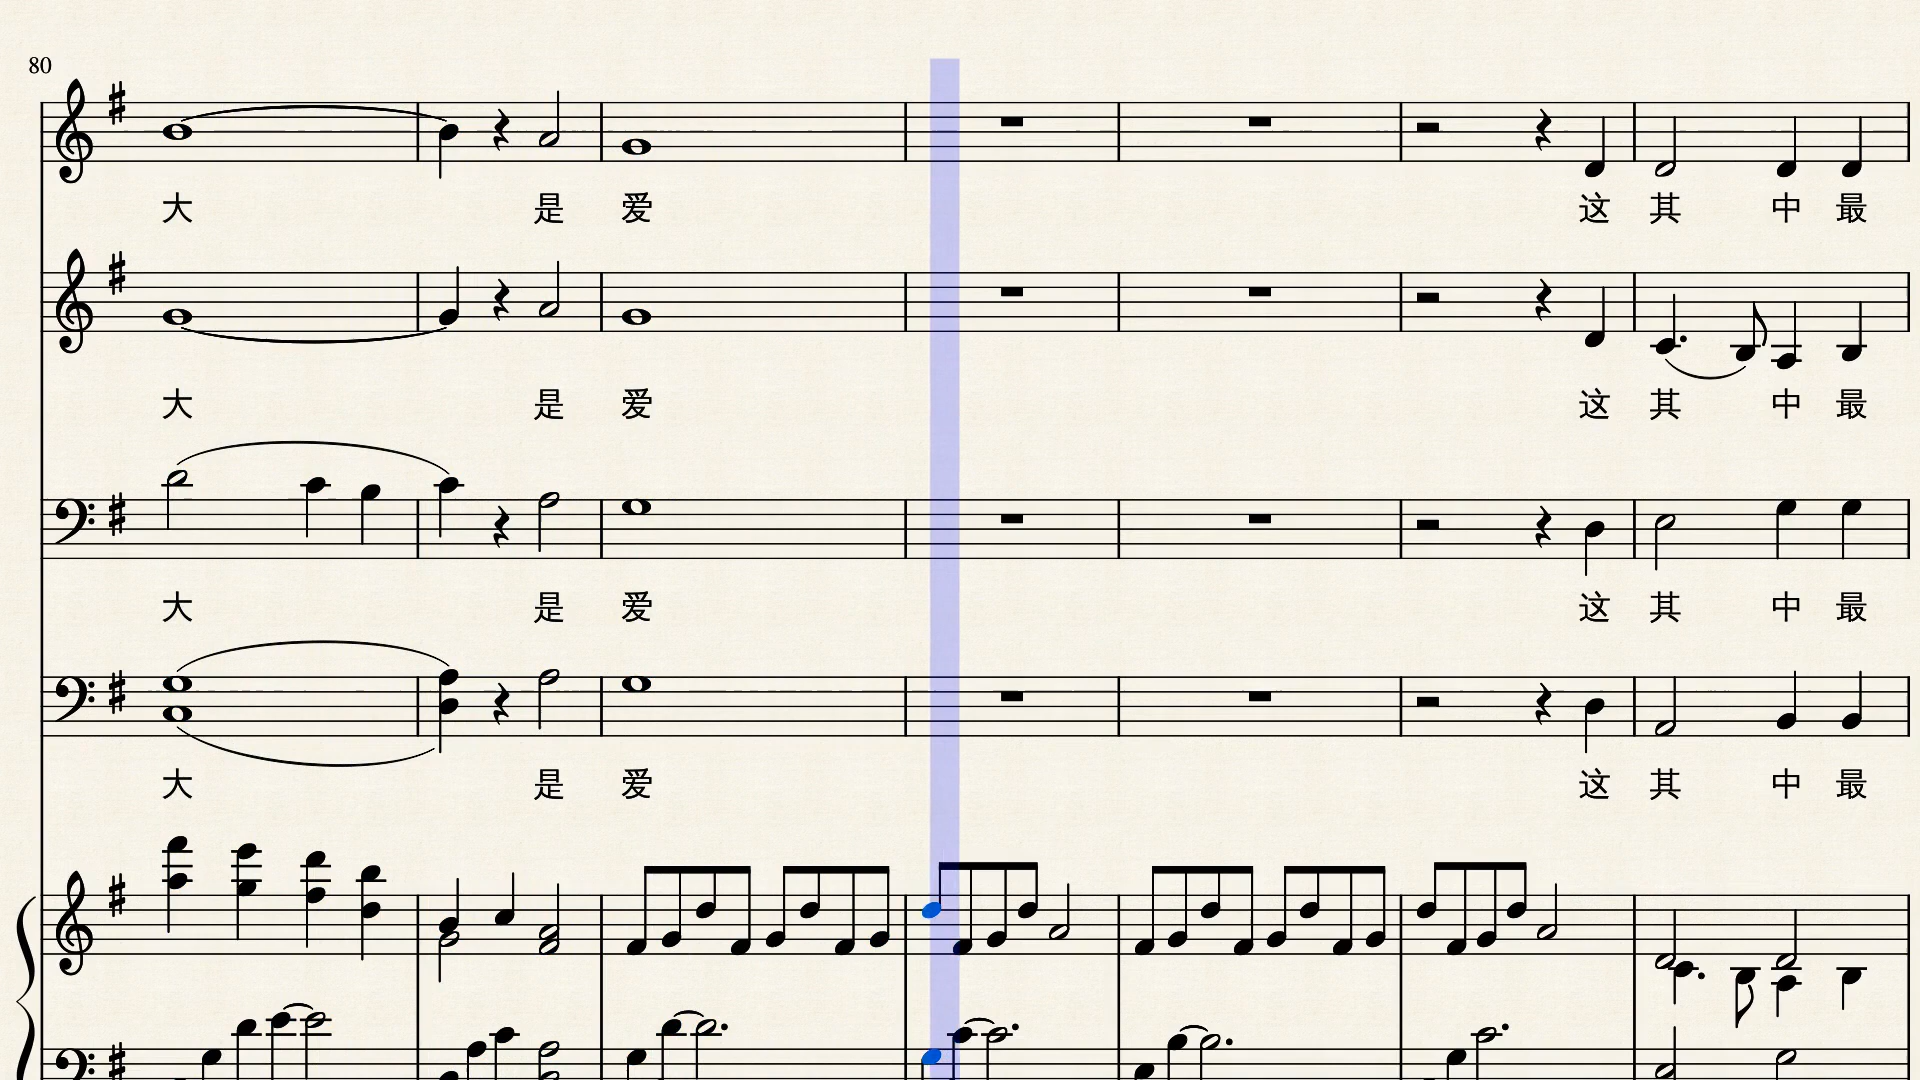 80
大 是 爱 这 其 中 最
大 是 爱 这 其 中 最
大 是 爱 这 其 中 最
大 是 爱 这 其 中 最